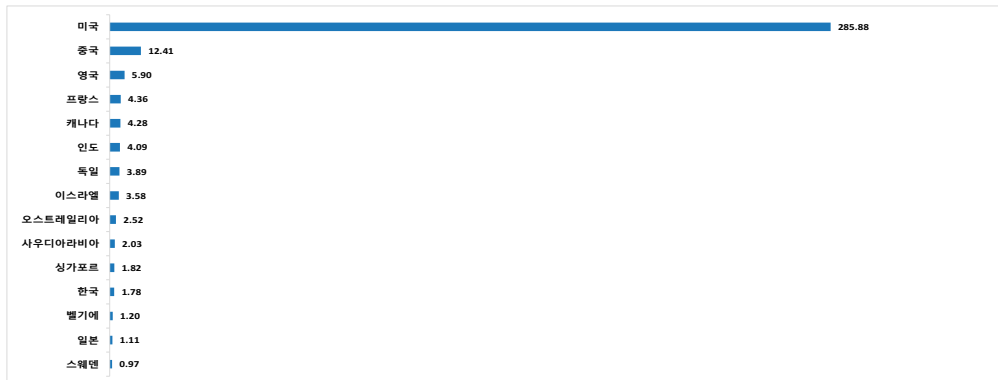 미국 285.88
중국 12.41
영국 5.90
프랑스 4.36
캐나다 4.28
인도 4.09
독일 3.89
이스라엘 3.58
오스트레일리아 2.52
사우디아라비아 2.03
싱가포르 1.82
한국 1.78
벨기에 1.20
일본 1.11
스웨덴 0.97